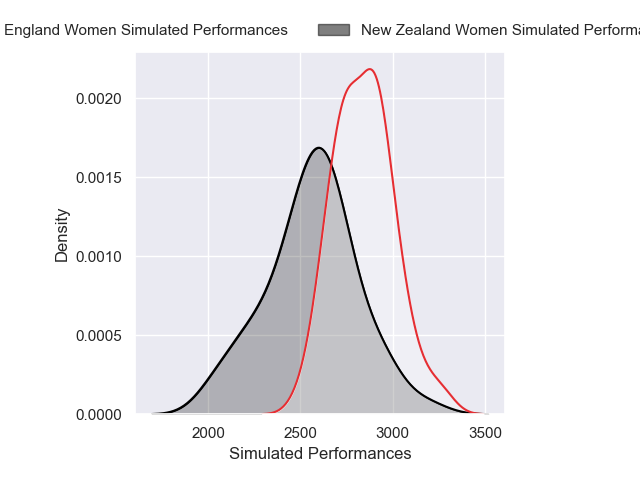 England Women Simulated Performances New Zealand Women Simulated
0.0020
0.0015
0.0010
0.0005
0.0000
Density
2000 2500 3000 3500
Simulated Performances